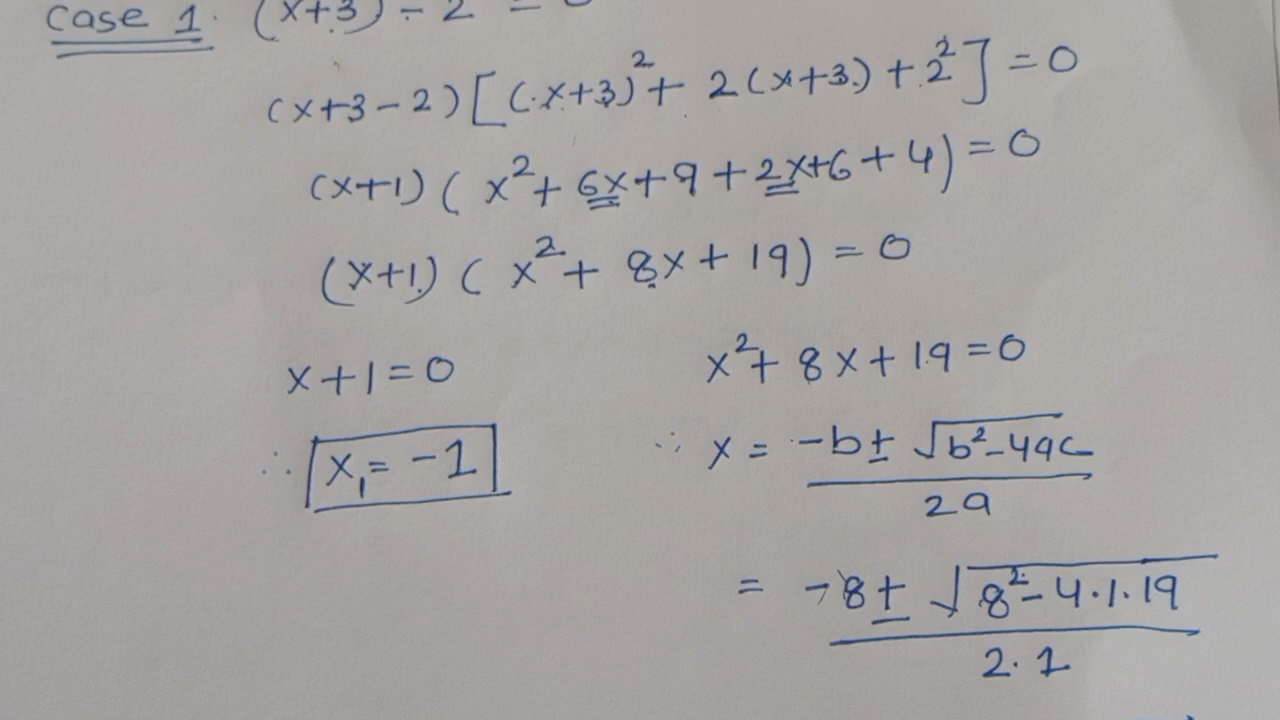 Case 1. (x+3) - 2 =
(x+3-2)[(x+3)²+ 2(x+3)+2²]=0
(x+1)( x²+ 6x+9+2x+6+4)=0
(x+1)( x²+ 8x+19) = 0
x+1=0
∴ x₁= -1
x²+ 8x+19=0
∴ x = -b± √b²-4ac
2a
= -8± √8²-4·1·19
2·1